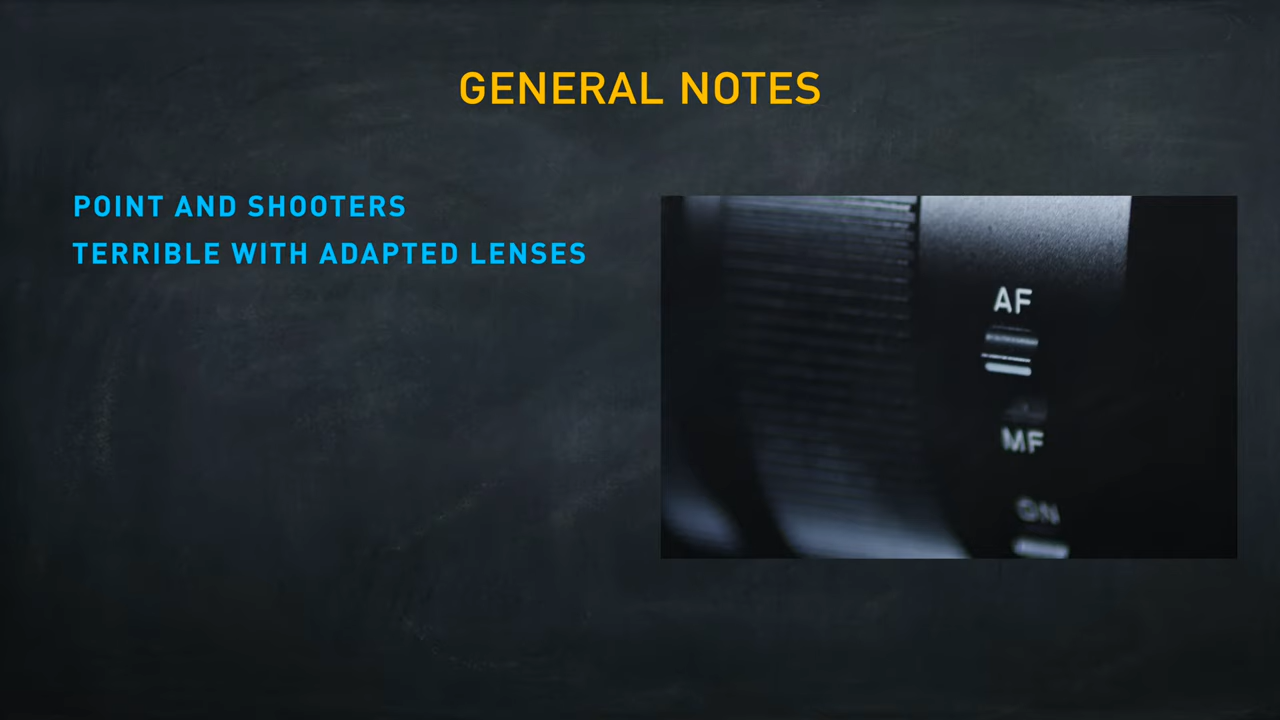 GENERAL NOTES
POINT AND SHOOTERS
TERRIBLE WITH ADAPTED LENSES
AF
MF
ON